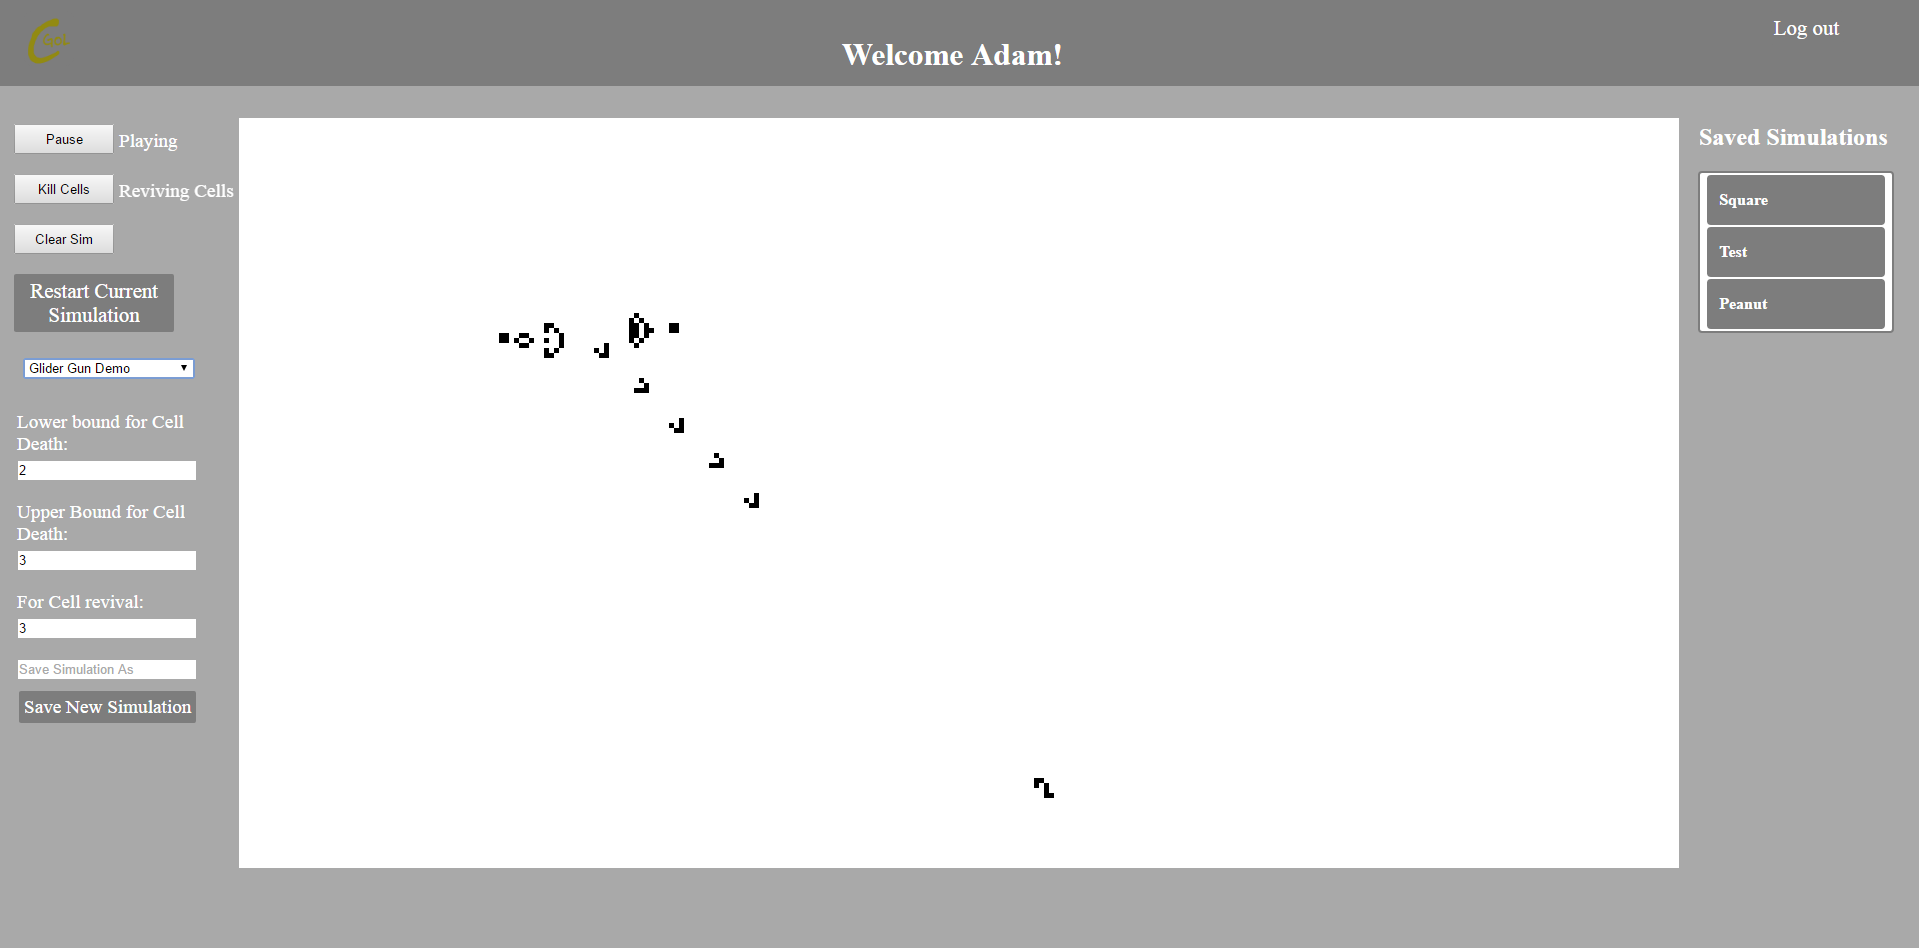 Log out
Welcome Adam!
Pause
Playing
Kill Cells
Reviving Cells
Clear Sim
Restart Current
Simulation
Glider Gun Demo
Lower bound for Cell
Death:
2
Upper Bound for Cell
Death:
3
For Cell revival:
3
Save Simulation As
Save New Simulation
Saved Simulations
Square
Test
Peanut